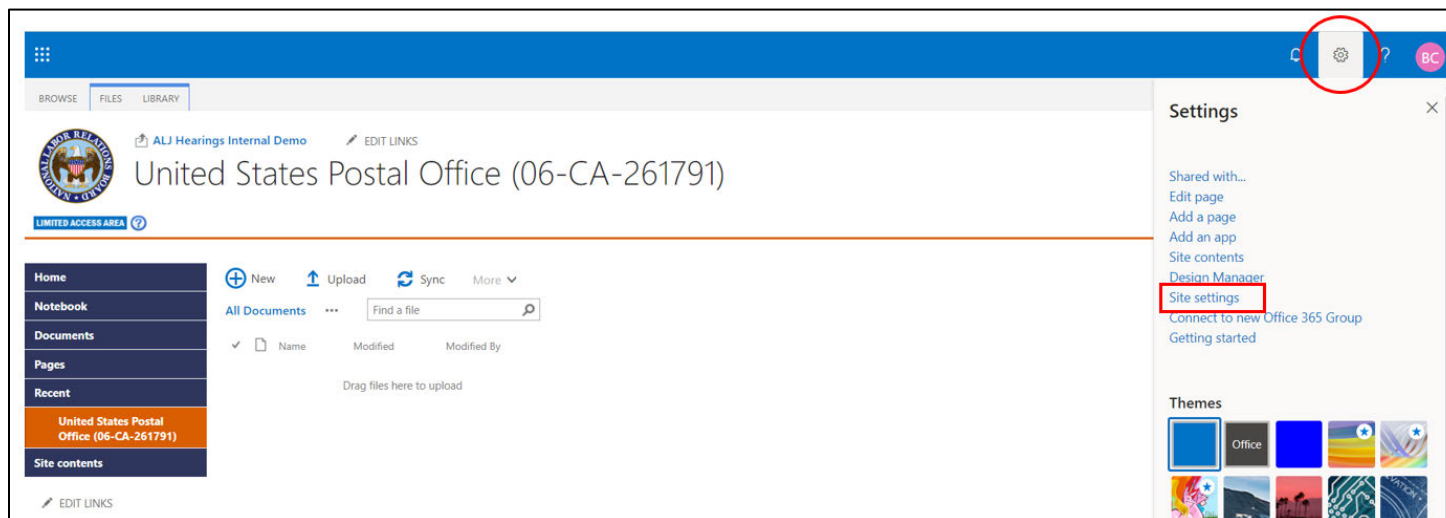 ?
BC
BROWSE FILES LIBRARY
ALJ Hearings Internal Demo EDIT LINKS
United States Postal Office (06-CA-261791)
LIMITED ACCESS AREA ?
Home
Notebook
Documents
Pages
Recent
United States Postal
Office (06-CA-261791)
Site contents
EDIT LINKS
New Upload Sync More
All Documents ••• Find a file
Name Modified Modified By
Drag files here to upload
Settings
Shared with...
Edit page
Add a page
Add an app
Site contents
Design Manager
Site settings
Connect to new Office 365 Group
Getting started
Themes
Office